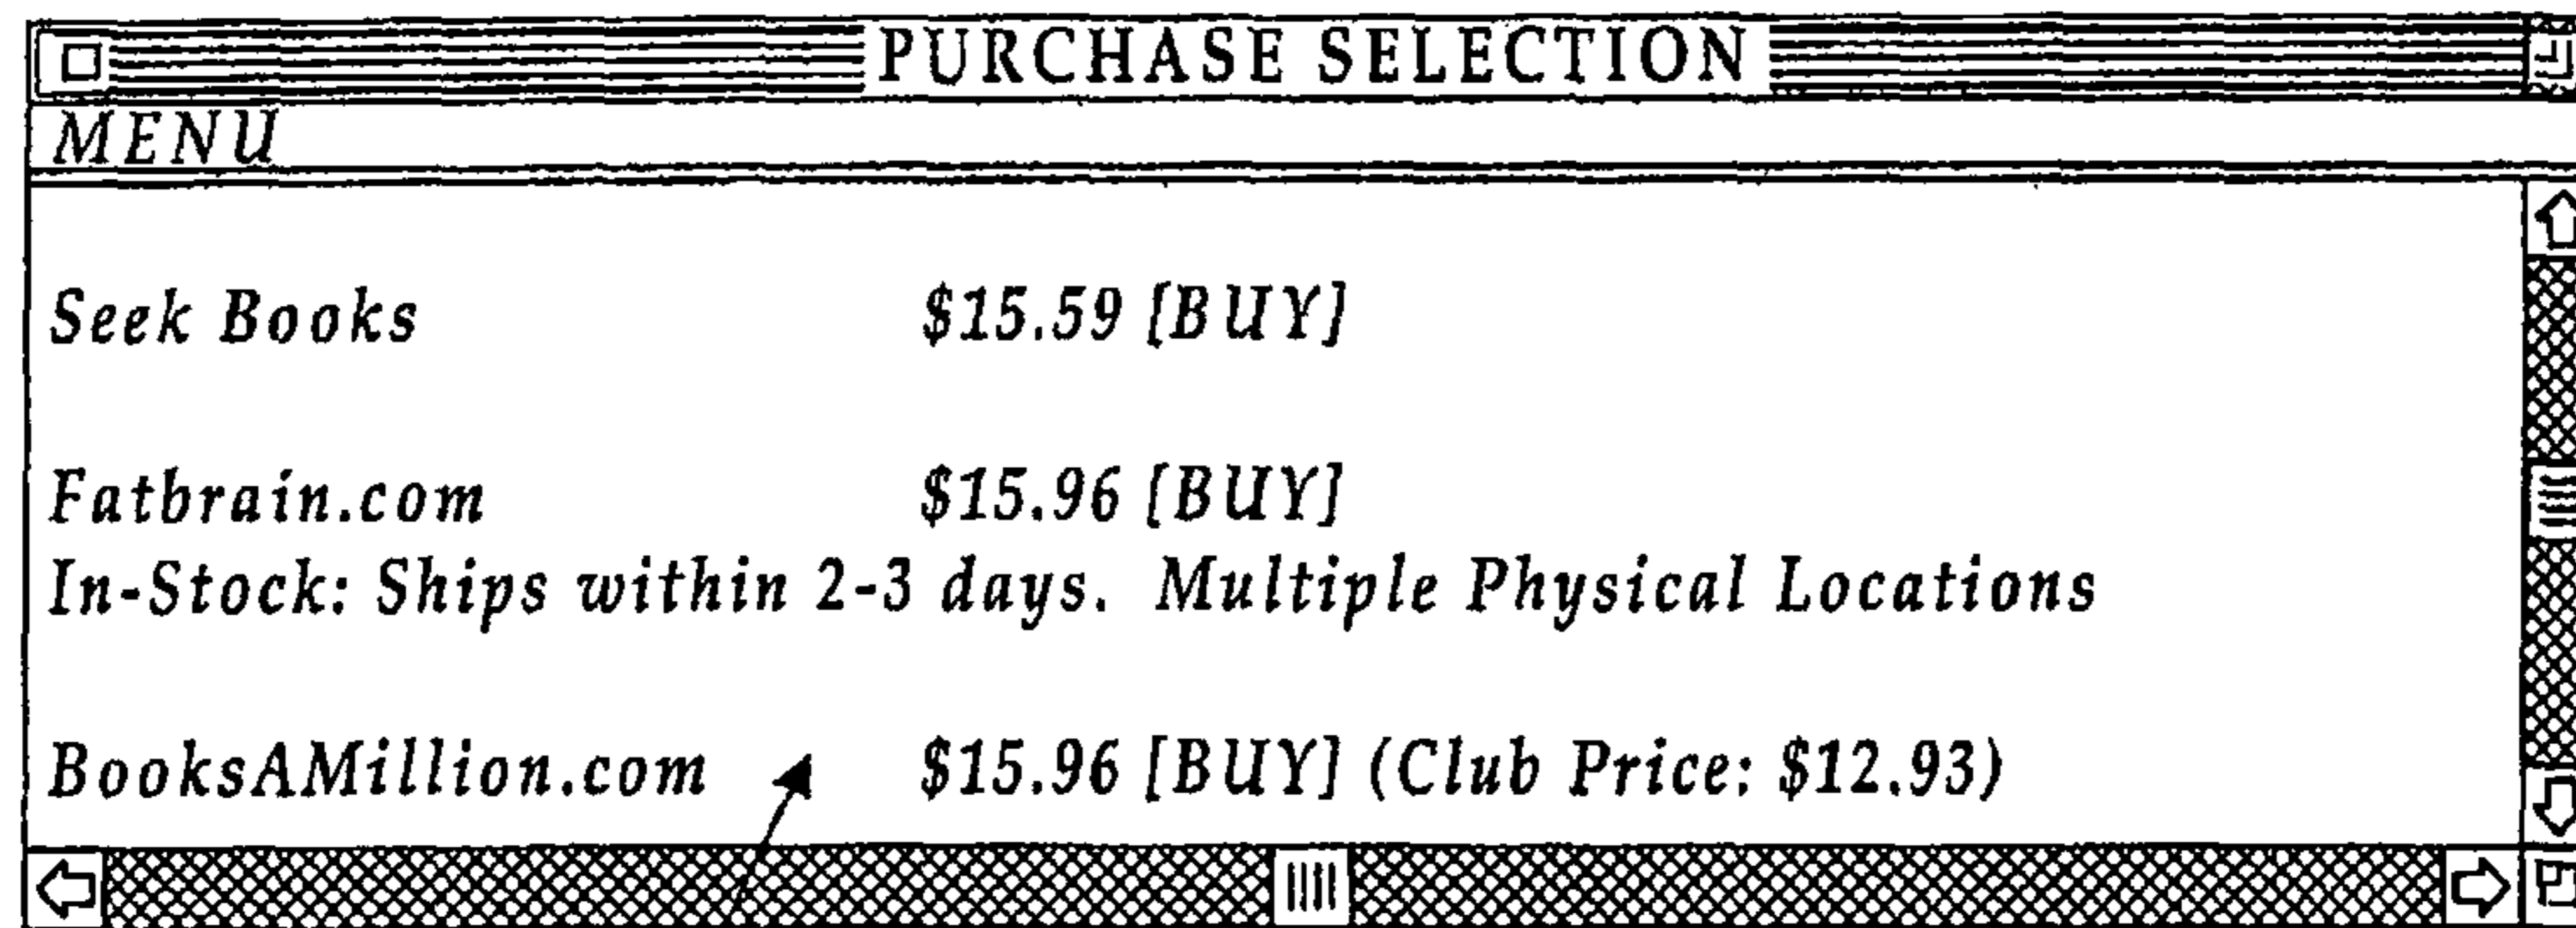 PURCHASE SELECTION
MENU
Seek Books $15.59 [BUY]
Fatbrain.com $15.96 [BUY]
In-Stock: Ships within 2-3 days. Multiple Physical Locations
BooksAMillion.com $15.96 [BUY] (Club Price: $12.93)